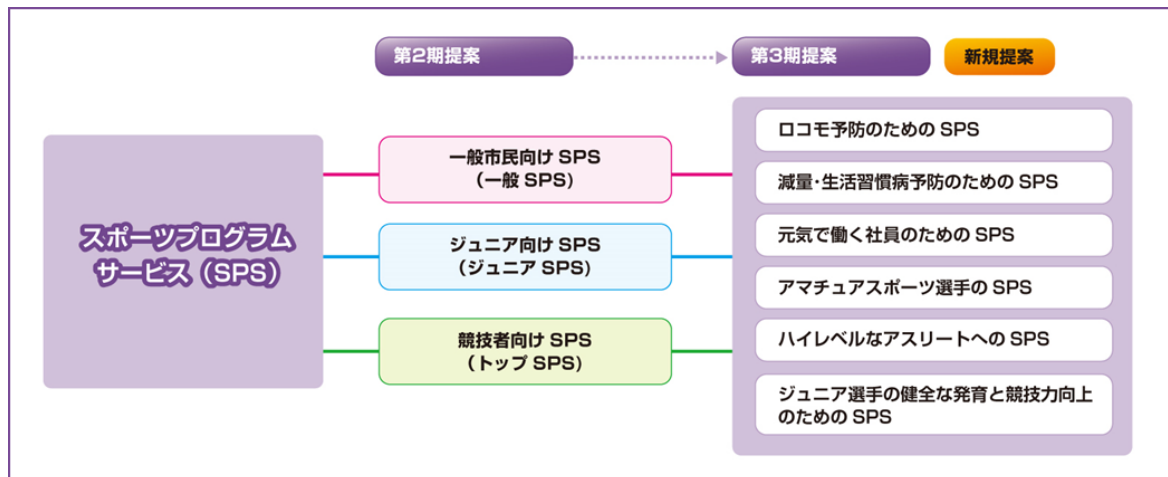 第2期提案
第3期提案
新規提案
スポーツプログラム
サービス（SPS）
一般市民向け SPS
（一般 SPS）
ジュニア向け SPS
（ジュニア SPS）
競技者向け SPS
（トップ SPS）
ロコモ予防のための SPS
減量・生活習慣病予防のための SPS
元気で働く社員のための SPS
アマチュアスポーツ選手の SPS
ハイレベルなアスリートへの SPS
ジュニア選手の健全な発育と競技力向上
のための SPS